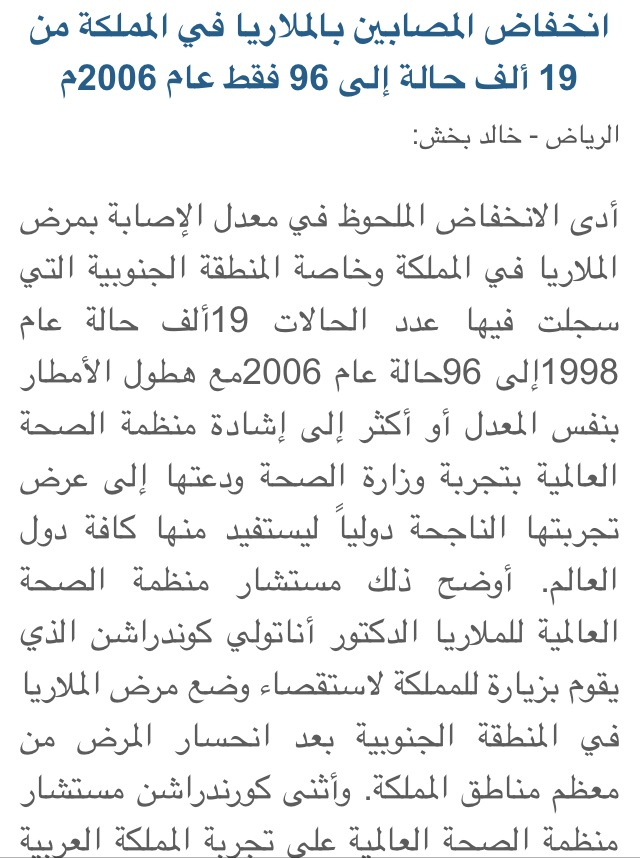 انخفاض المصابين بالملاريا في المملكة من
19 ألف حالة إلى 96 فقط عام 2006م
الرياض - خالد بخش:
أدى الانخفاض الملحوظ في معدل الإصابة بمرض
الملاريا في المملكة وخاصة المنطقة الجنوبية التي
سجلت فيها عدد الحالات 19ألف حالة عام
1998إلى 96حالة عام 2006مع هطول الأمطار
بنفس المعدل أو أكثر إلى إشادة منظمة الصحة
العالمية بتجربة وزارة الصحة ودعتها إلى عرض
تجربتها الناجحة دولياً ليستفيد منها كافة دول
العالم. أوضح ذلك مستشار منظمة الصحة
العالمية للملاريا الدكتور أناتولي كوندراشن الذي
يقوم بزيارة للمملكة لاستقصاء وضع مرض الملاريا
في المنطقة الجنوبية بعد انحسار المرض من
معظم مناطق المملكة. وأثنى كورندراشن مستشار
منظمة الصحة العالمية على تجربة المملكة العربية